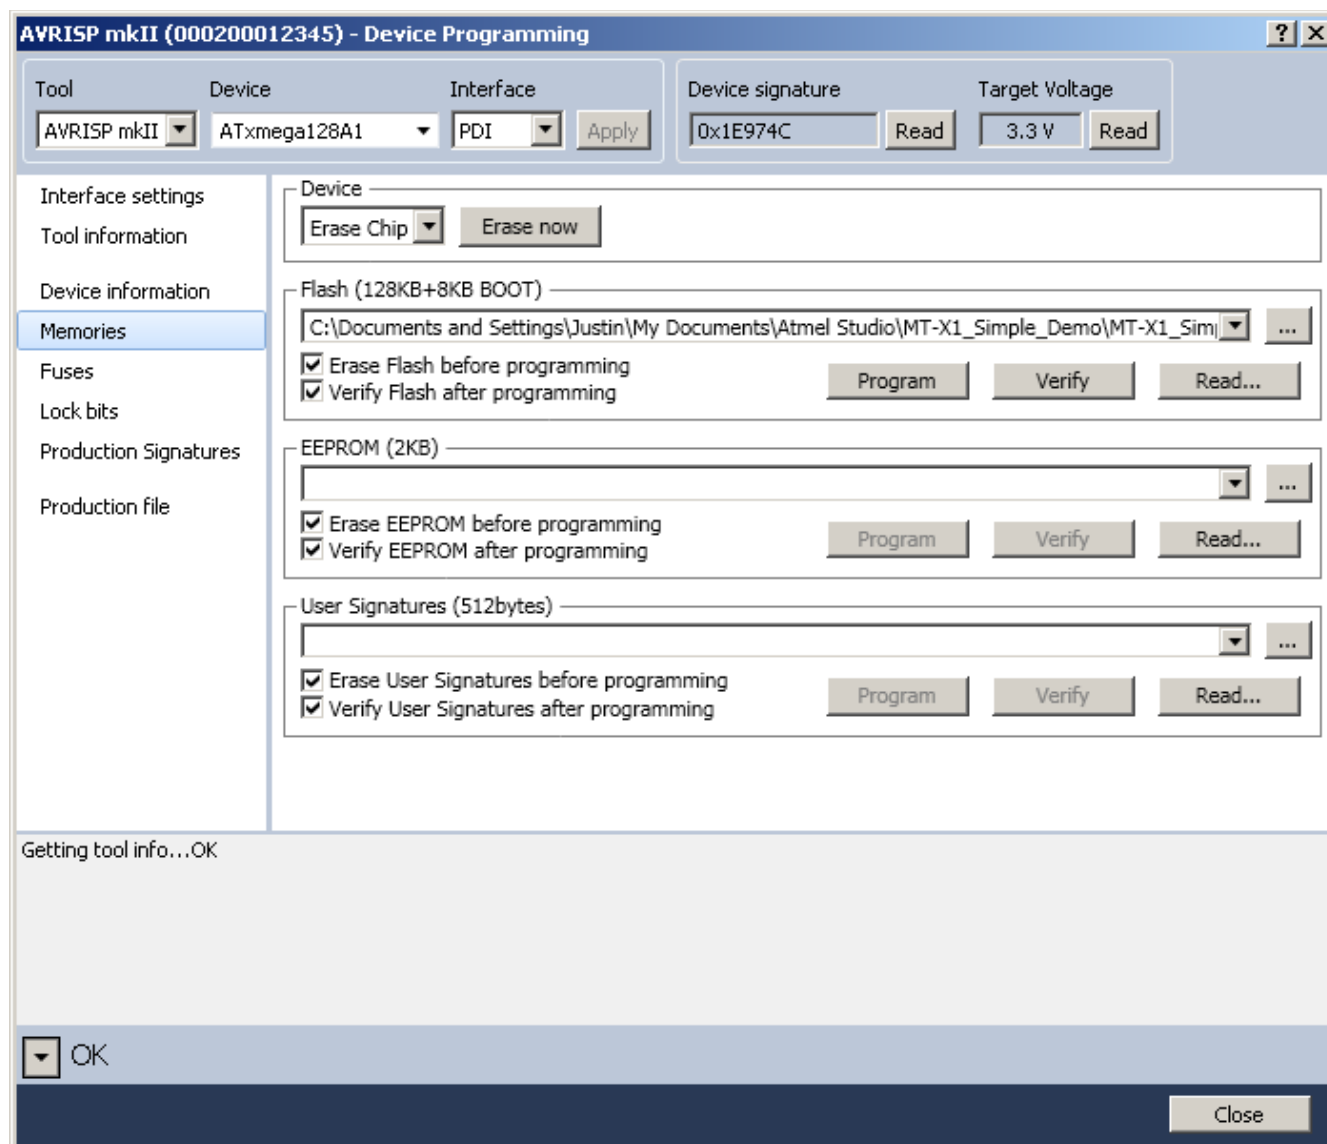 AVRISP mkII (000200012345) - Device Programming
Tool Device Interface Device signature Target Voltage
AVRISP mkII ATxmega128A1 PDI Apply 0x1E974C Read 3.3 V Read
Interface settings
Tool information
Device information
Memories
Fuses
Lock bits
Production Signatures
Production file
Device
Erase Chip Erase now
Flash (128KB+8KB BOOT)
C:\Documents and Settings\Justin\My Documents\Atmel Studio\MT-X1_Simple_Demo\MT-X1_Simp ...
Erase Flash before programming
Verify Flash after programming
Program Verify Read...
EEPROM (2KB)
...
Erase EEPROM before programming
Verify EEPROM after programming
Program Verify Read...
User Signatures (512bytes)
...
Erase User Signatures before programming
Verify User Signatures after programming
Program Verify Read...
Getting tool info...OK
OK
Close